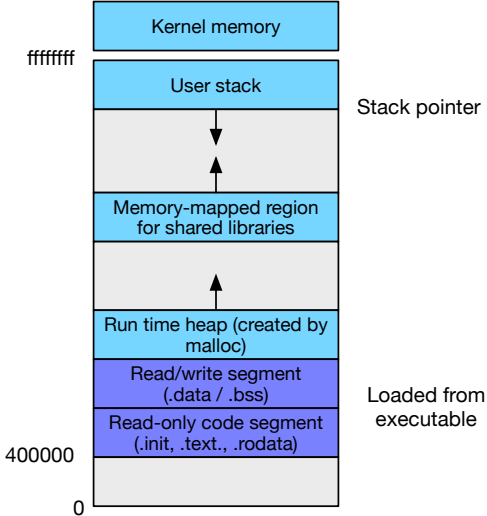 Kernel memory
ffffffff
User stack
Stack pointer
Memory-mapped region
for shared libraries
Run time heap (created by
malloc)
Read/write segment
(.data / .bss)
Loaded from
executable
Read-only code segment
(.init, .text., .rodata)
400000
0